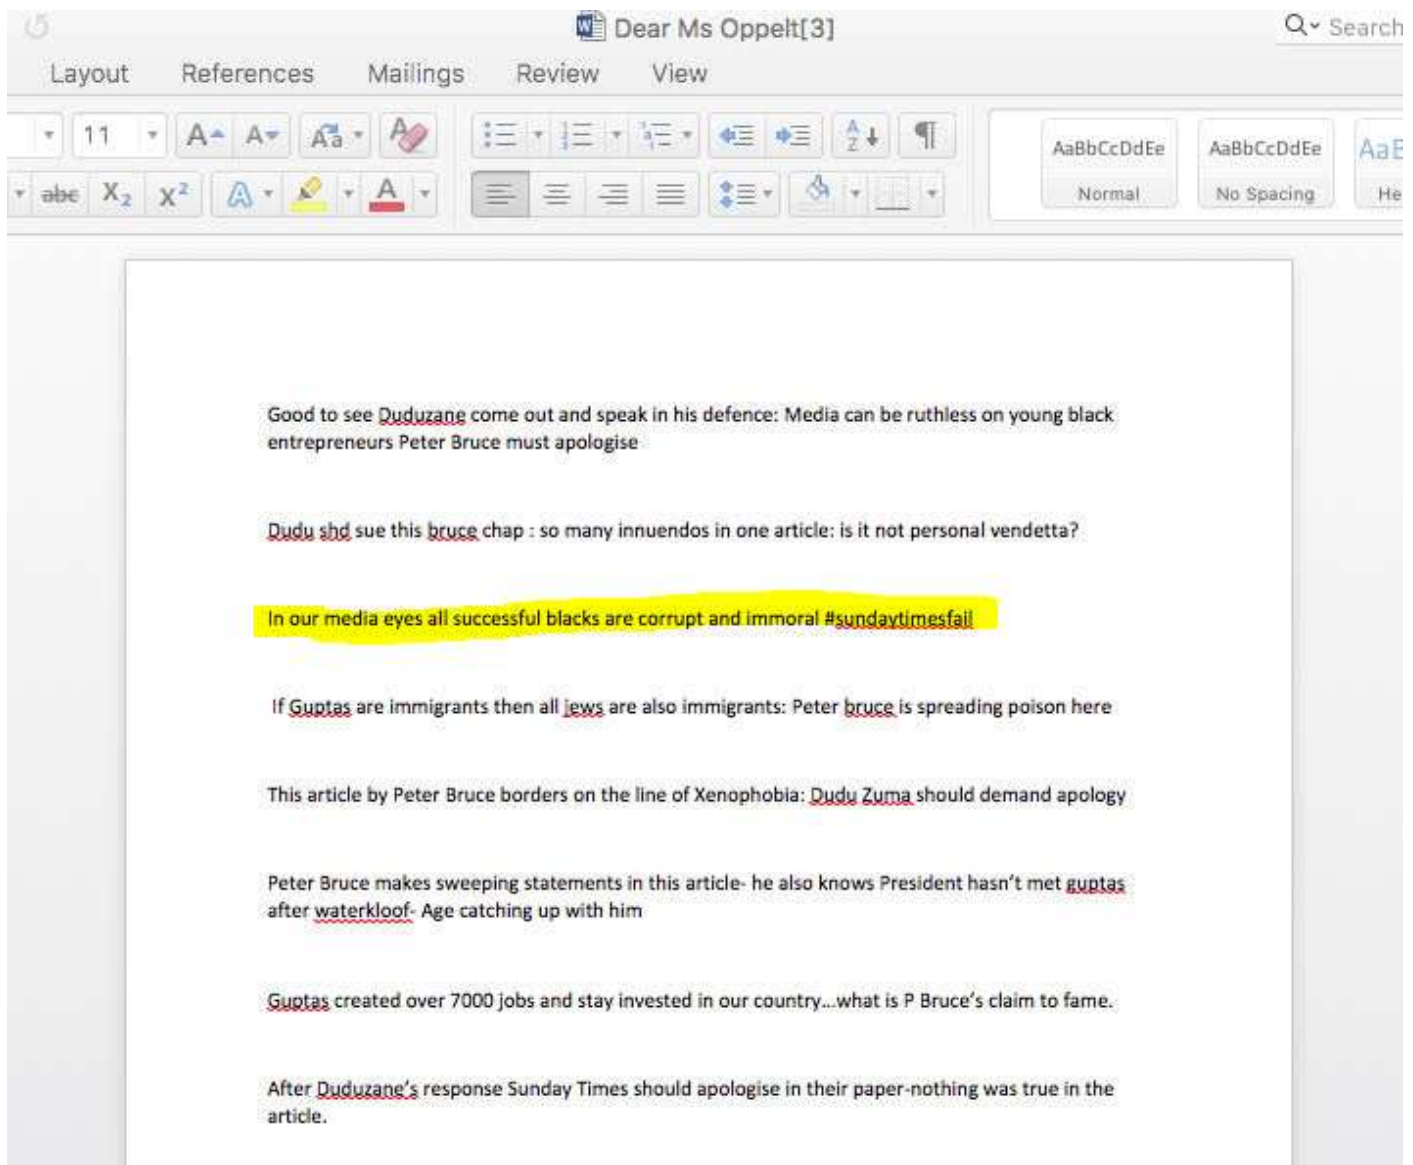 Dear Ms Oppelt[3]
Search
Layout References Mailings Review View
11
AaBbCcDdEe AaBbCcDdEe AaB
Normal No Spacing He
Good to see Duduzane come out and speak in his defence: Media can be ruthless on young black
entrepreneurs Peter Bruce must apologise
Dudu shd sue this bruce chap : so many innuendos in one article: is it not personal vendetta?
In our media eyes all successful blacks are corrupt and immoral #sundaytimesfail
If Guptas are immigrants then all jews are also immigrants: Peter bruce is spreading poison here
This article by Peter Bruce borders on the line of Xenophobia: Dudu Zuma should demand apology
Peter Bruce makes sweeping statements in this article- he also knows President hasn't met guptas
after waterkloof- Age catching up with him
Guptas created over 7000 jobs and stay invested in our country...what is P Bruce's claim to fame.
After Duduzane's response Sunday Times should apologise in their paper-nothing was true in the
article.